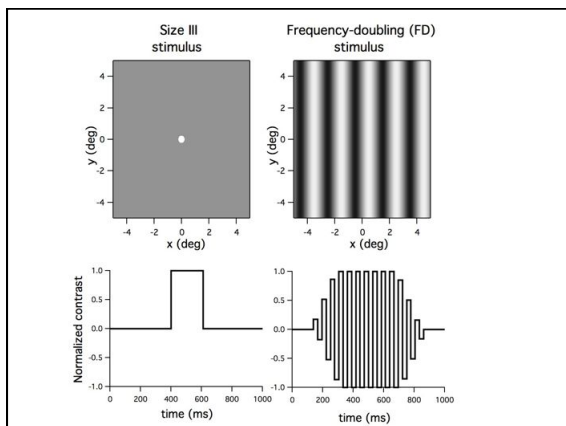 Size III
stimulus
Frequency-doubling (FD)
stimulus
y (deg)
4
2
0
-2
-4
-4 -2 0 2 4
x (deg)
y (deg)
4
2
0
-2
-4
-4 -2 0 2 4
x (deg)
Normalized contrast
1.0
0.5
0.0
-0.5
-1.0
0 200 400 600 800 1000
time (ms)
1.0
0.5
0.0
-0.5
-1.0
0 200 400 600 800 1000
time (ms)